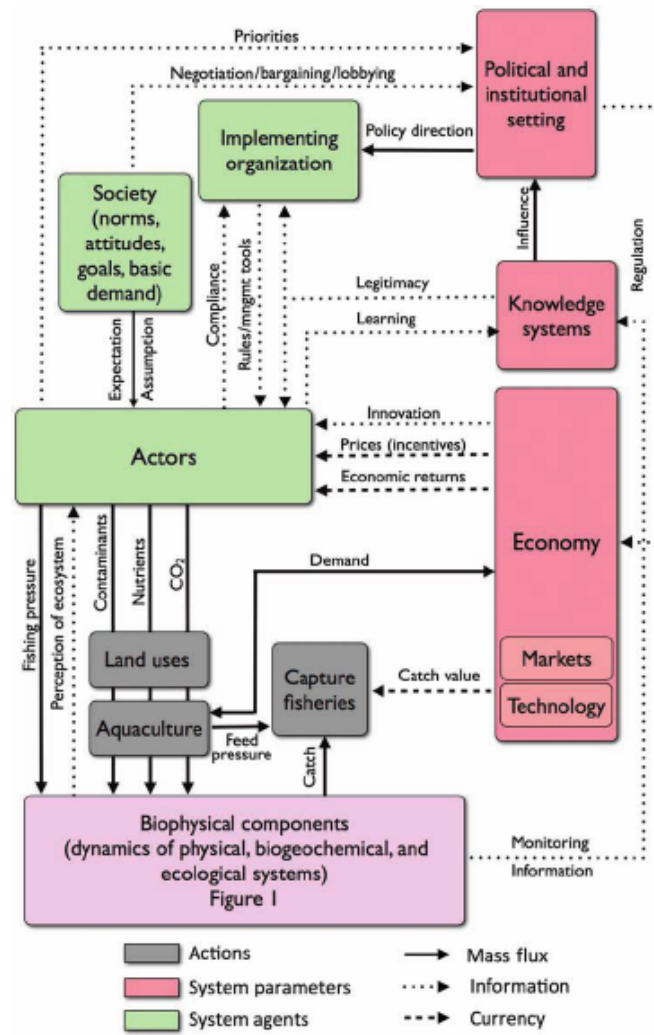 Priorities
Negotiation/bargaining/lobbying
Political and
institutional
setting
Implementing
organization
Policy direction
Society
(norms,
attitudes,
goals, basic
demand)
Influence
Regulation
Compliance
Rules/mngmt tools
Legitimacy
Knowledge
systems
Learning
Expectation
Assumption
Actors
Innovation
Prices (incentives)
Economic returns
Economy
Fishing pressure
Perception of ecosystem
Contaminants
Nutrients
CO2
Demand
Land uses
Capture
fisheries
Markets
Catch value
Technology
Aquaculture
Feed
pressure
Catch
Biophysical components
(dynamics of physical, biogeochemical, and
ecological systems)
Figure 1
Monitoring
Information
Actions
Mass flux
System parameters
Information
System agents
Currency